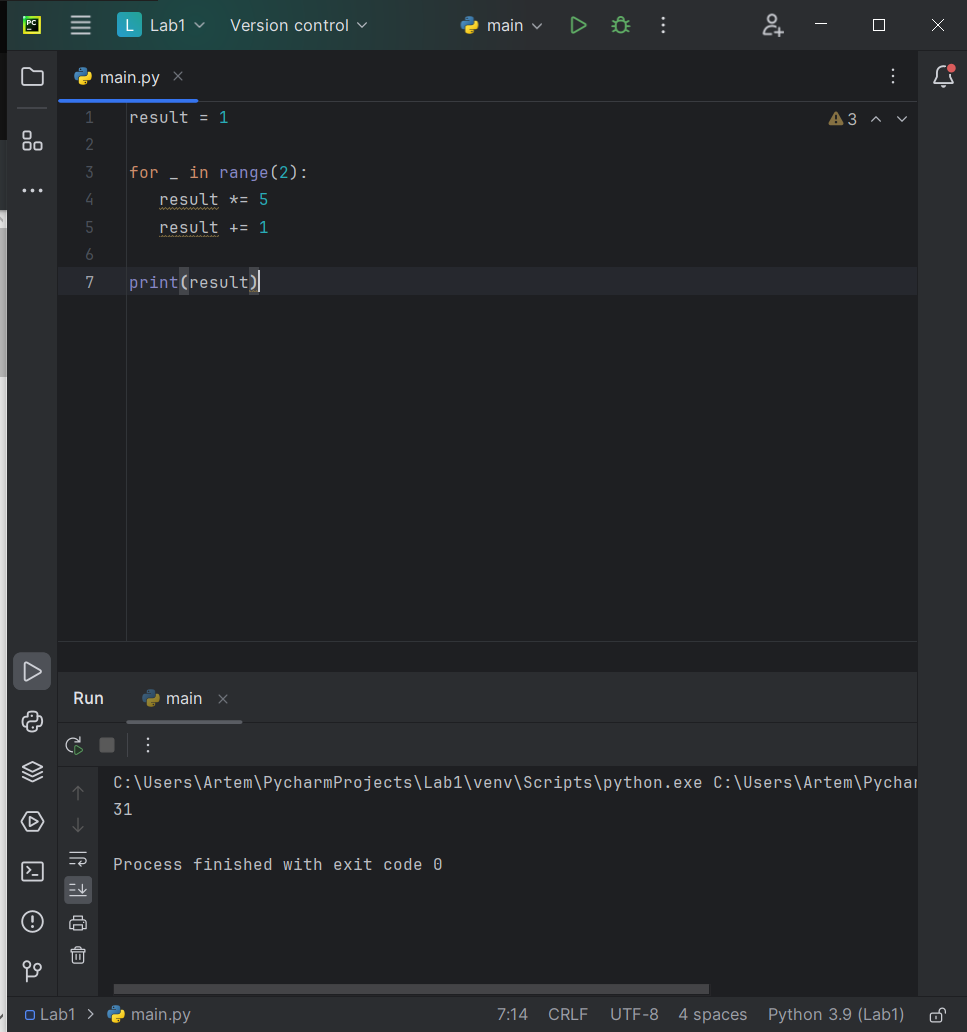 PC
L Lab1 Version control main
main.py
3
1 result = 1
2
3 for _ in range(2):
4 result *= 5
5 result += 1
6
7 print(result)
Run main
C:\Users\Artem\PycharmProjects\Lab1\venv\Scripts\python.exe C:\Users\Artem\Pychar
31
Process finished with exit code 0
Lab1 > main.py 7:14 CRLF UTF-8 4 spaces Python 3.9 (Lab1)